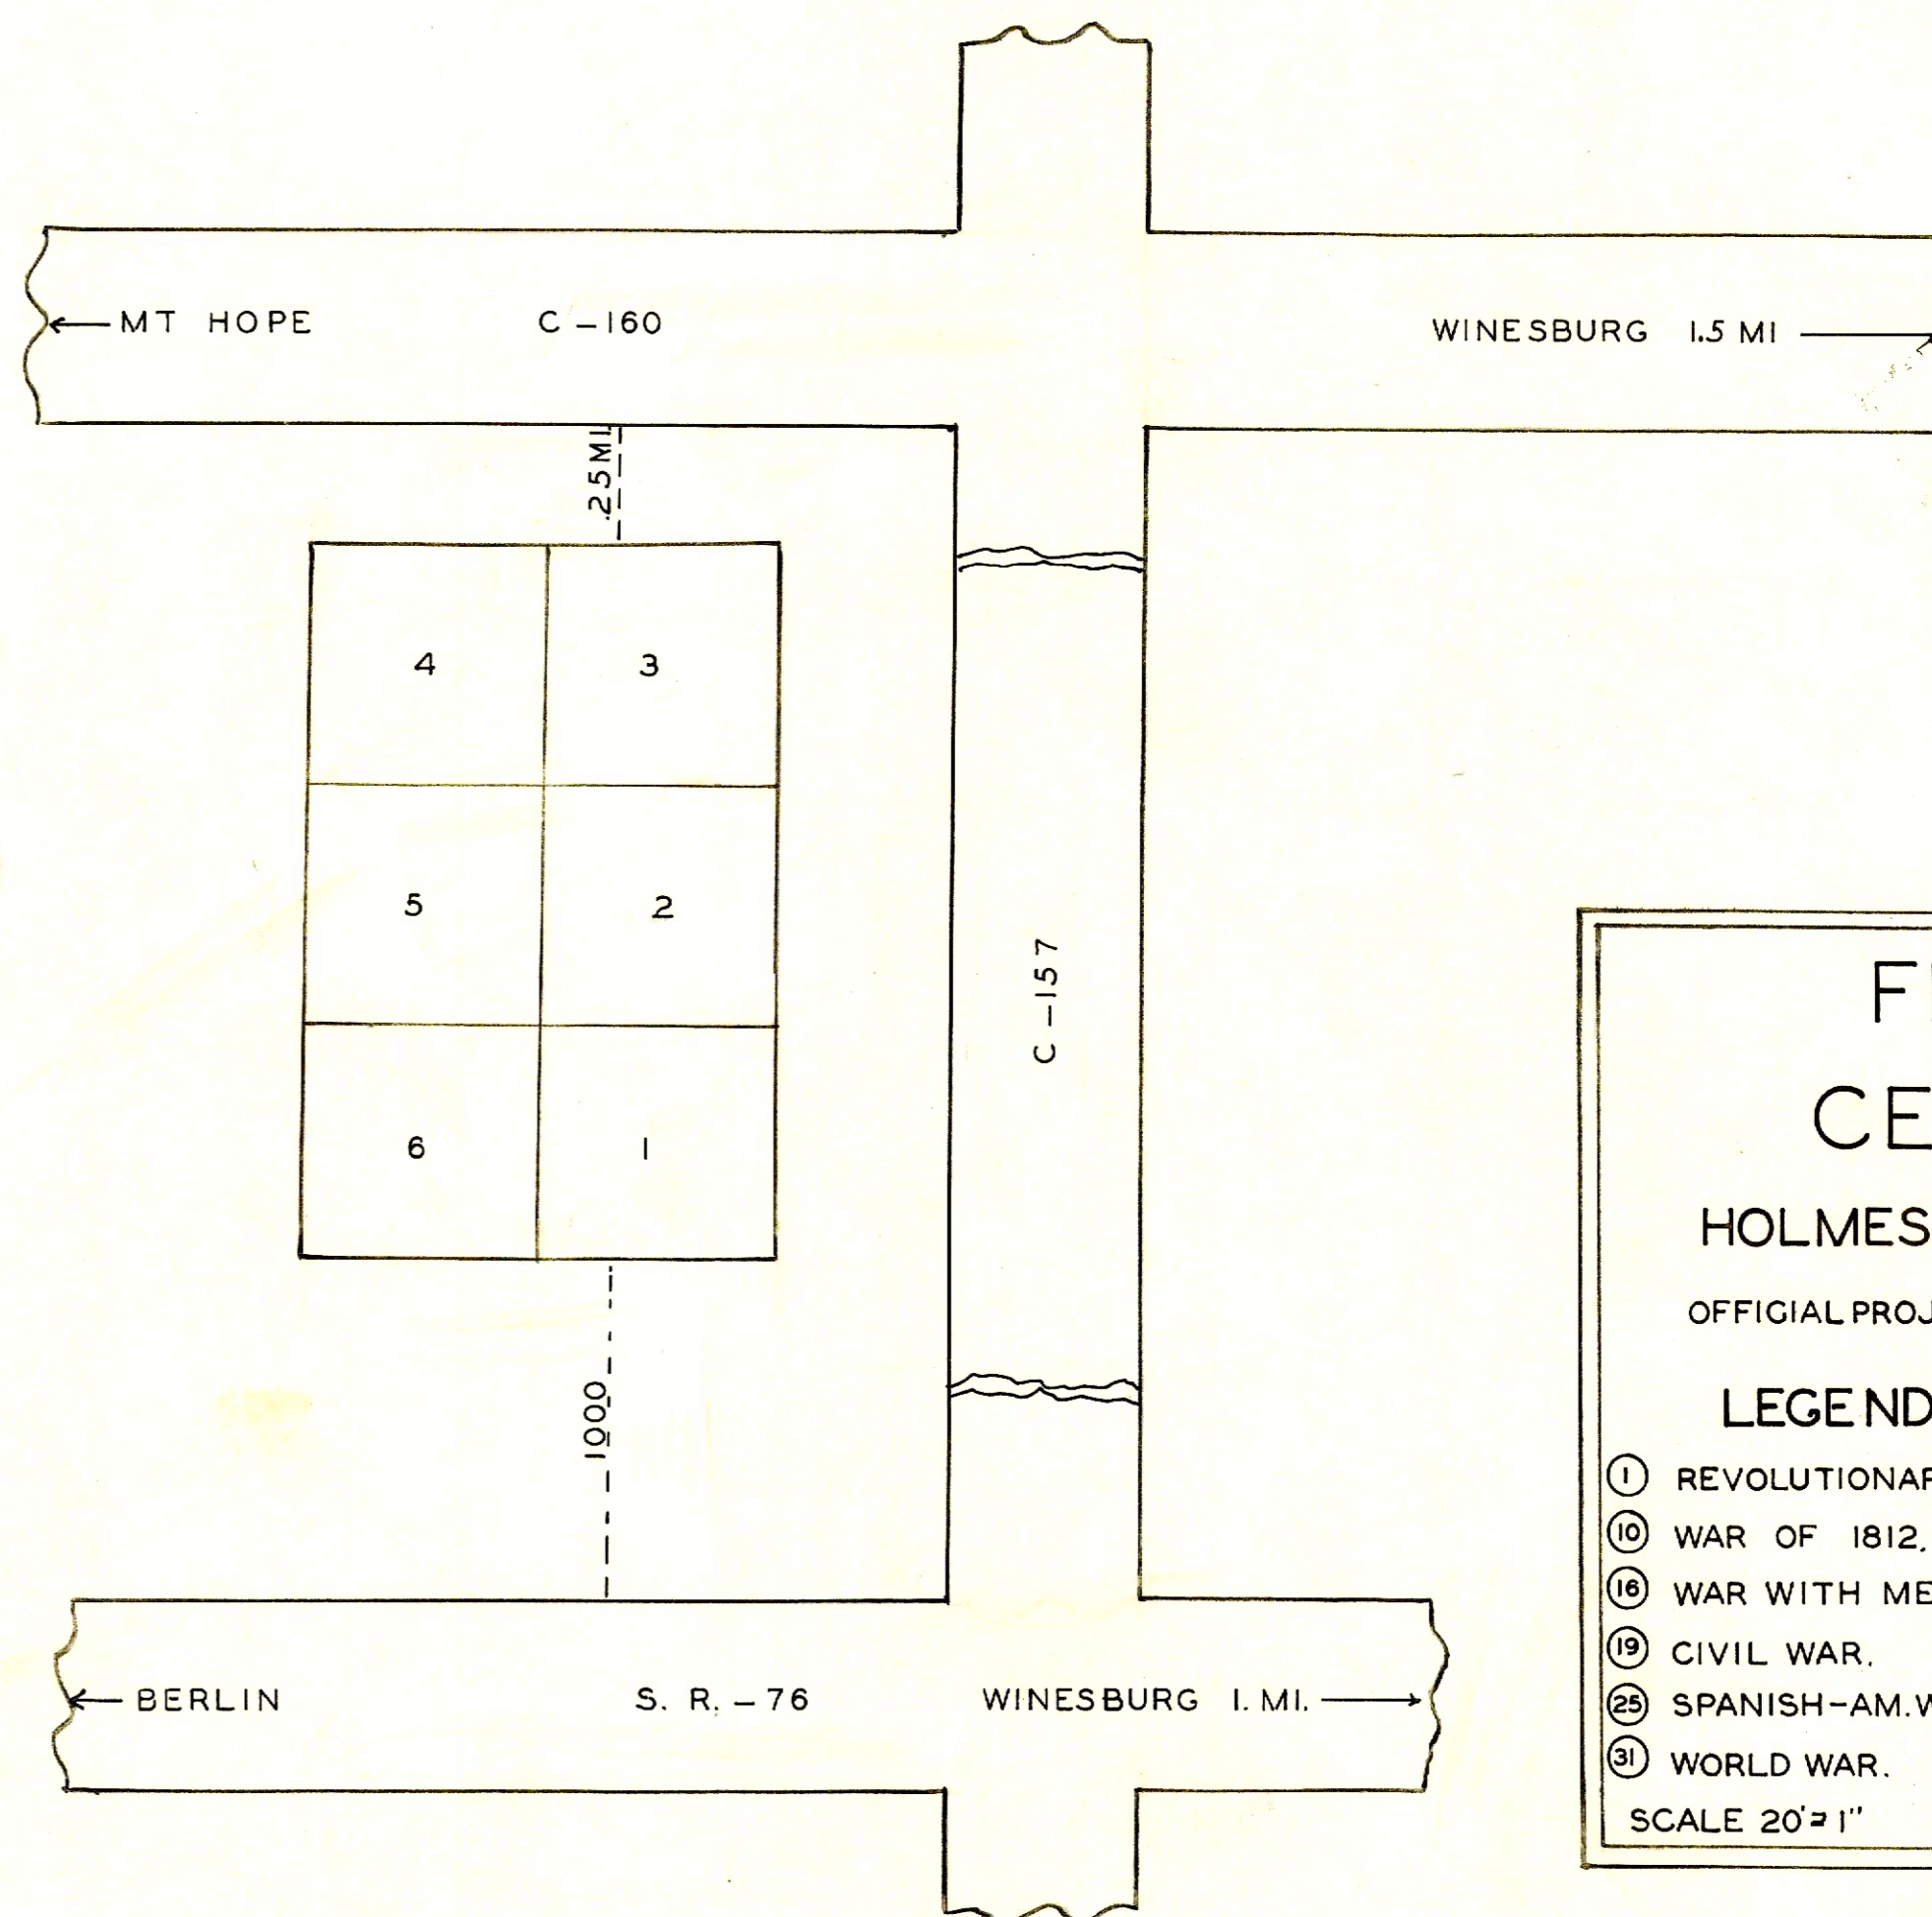 MT HOPE C-160 WINESBURG 1.5 MI
.25MI.
4 3
5 2
C-157
6 1
1000
BERLIN S. R. - 76 WINESBURG 1. MI.
F
CE
HOLMES
OFFICIAL PROJ
LEGEND
1 REVOLUTIONAR
10 WAR OF 1812.
16 WAR WITH ME
19 CIVIL WAR.
25 SPANISH-AM.W
31 WORLD WAR.
SCALE 20'=1"